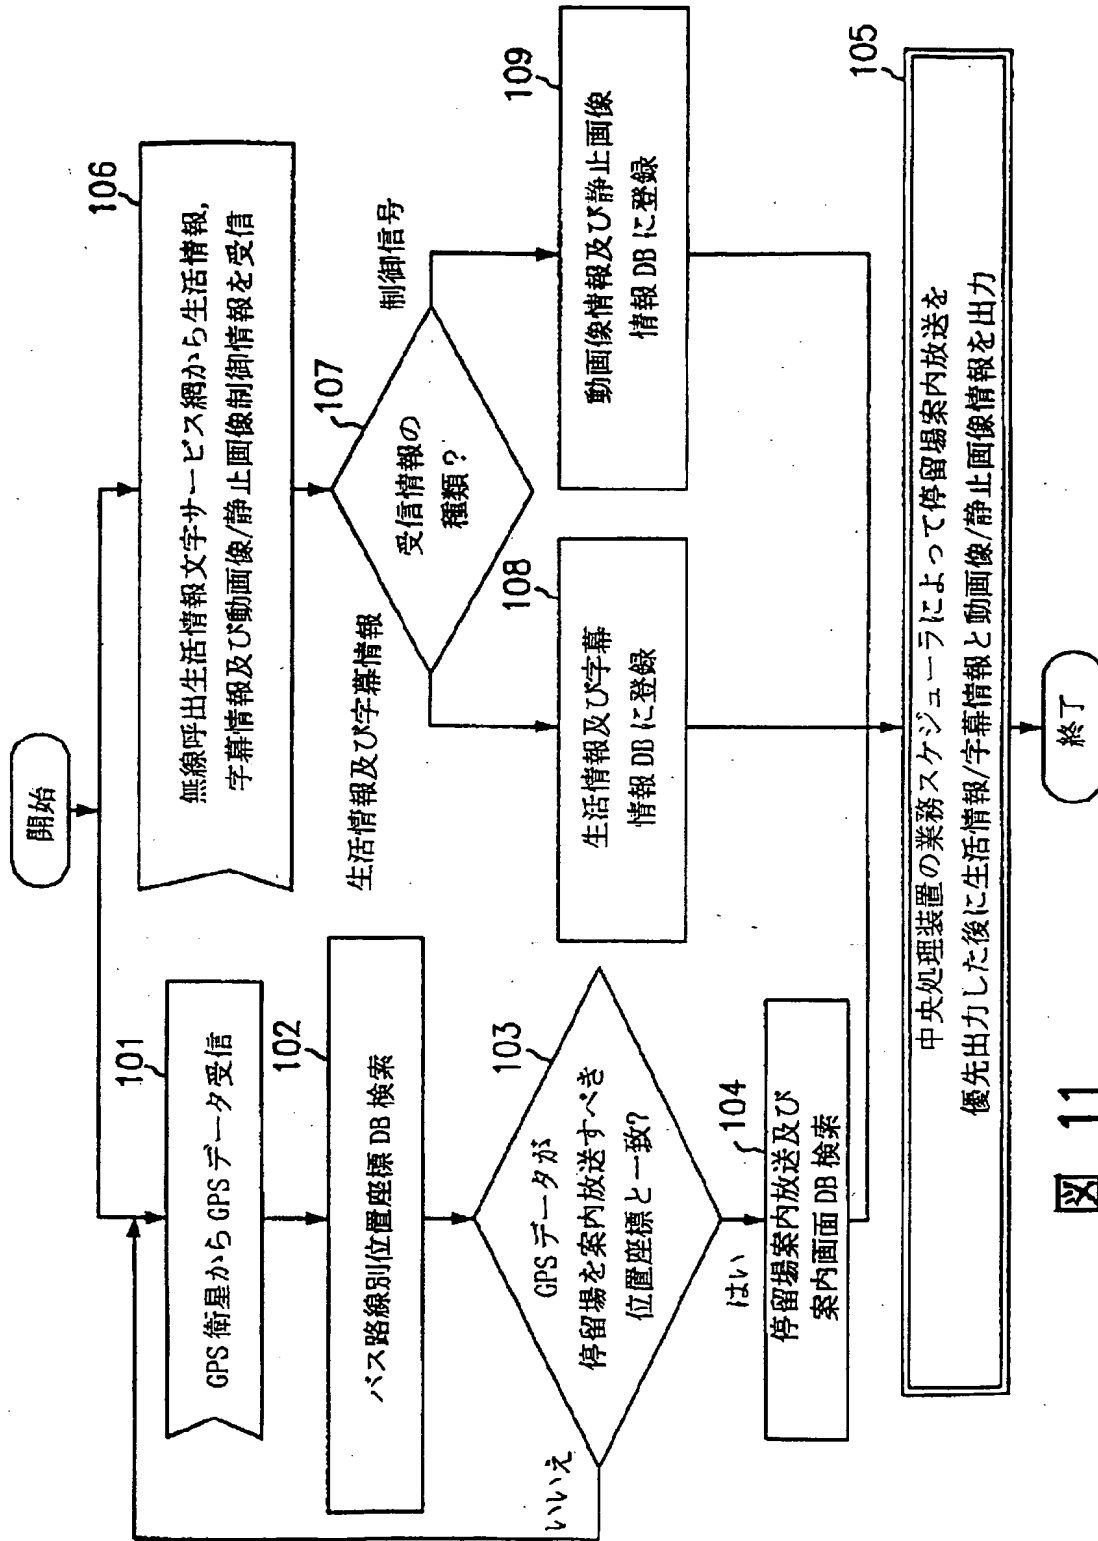 開始
101
GPS 衛星から GPS データ受信
102
バス路線別位置座標 DB 検索
103
GPS データが
停留場を案内放送すべき
位置座標と一致?
いいえ
はい
104
停留場案内放送及び
案内画面 DB 検索
106
無線呼出生活情報文字サービス網から生活情報,
字幕情報及び動画像/静止画像制御情報を受信
107
受信情報の
種類?
生活情報及び字幕情報
制御信号
108
生活情報及び字幕
情報 DB に登録
109
動画像情報及び静止画像
情報 DB に登録
105
中央処理装置の業務スケジューラによって停留場案内放送を
優先出力した後に生活情報/字幕情報と動画像/静止画像情報を出力
終了
図 11